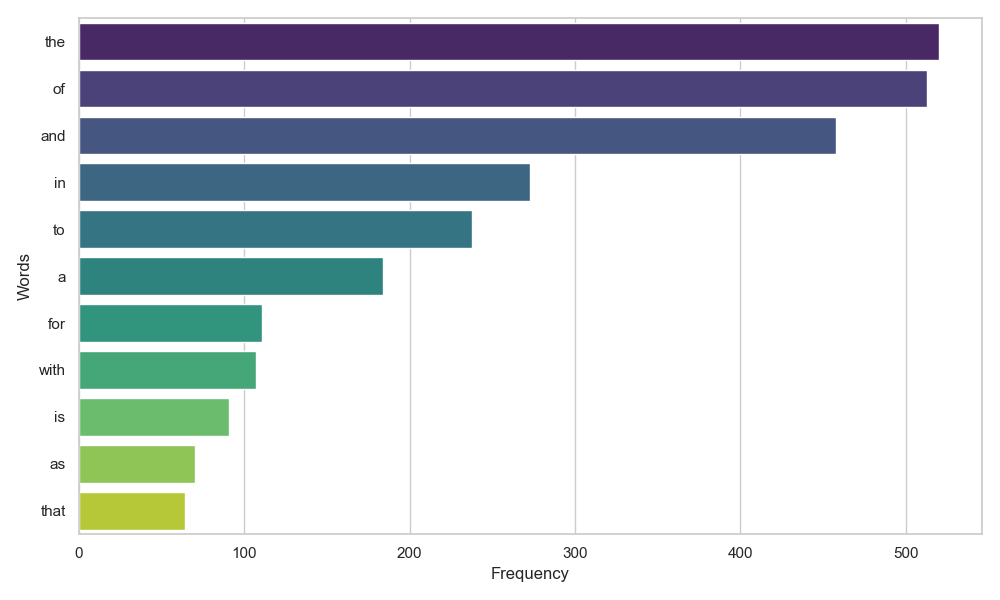 the
of
and
in
to
a
for
with
is
as
that
Words
0 100 200 300 400 500
Frequency